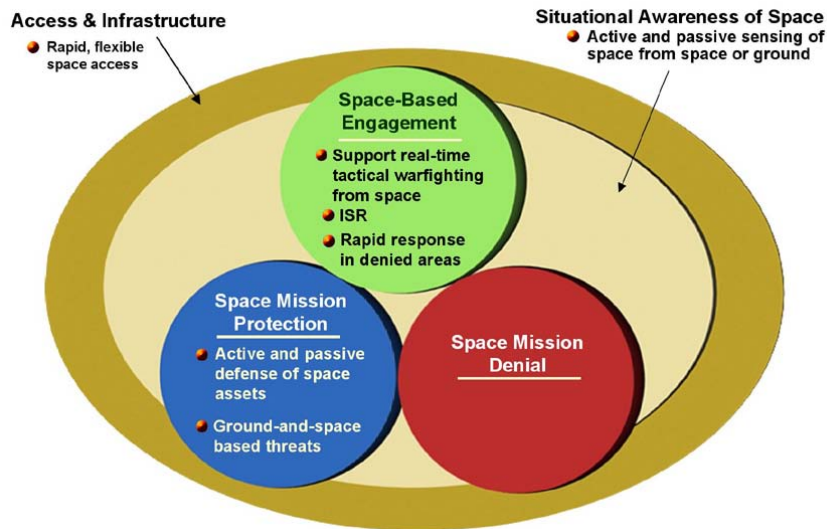 Access & Infrastructure
Rapid, flexible
space access
Situational Awareness of Space
Active and passive sensing of
space from space or ground
Space-Based
Engagement
Support real-time
tactical warfighting
from space
ISR
Rapid response
in denied areas
Space Mission
Protection
Active and passive
defense of space
assets
Ground-and-space
based threats
Space Mission
Denial